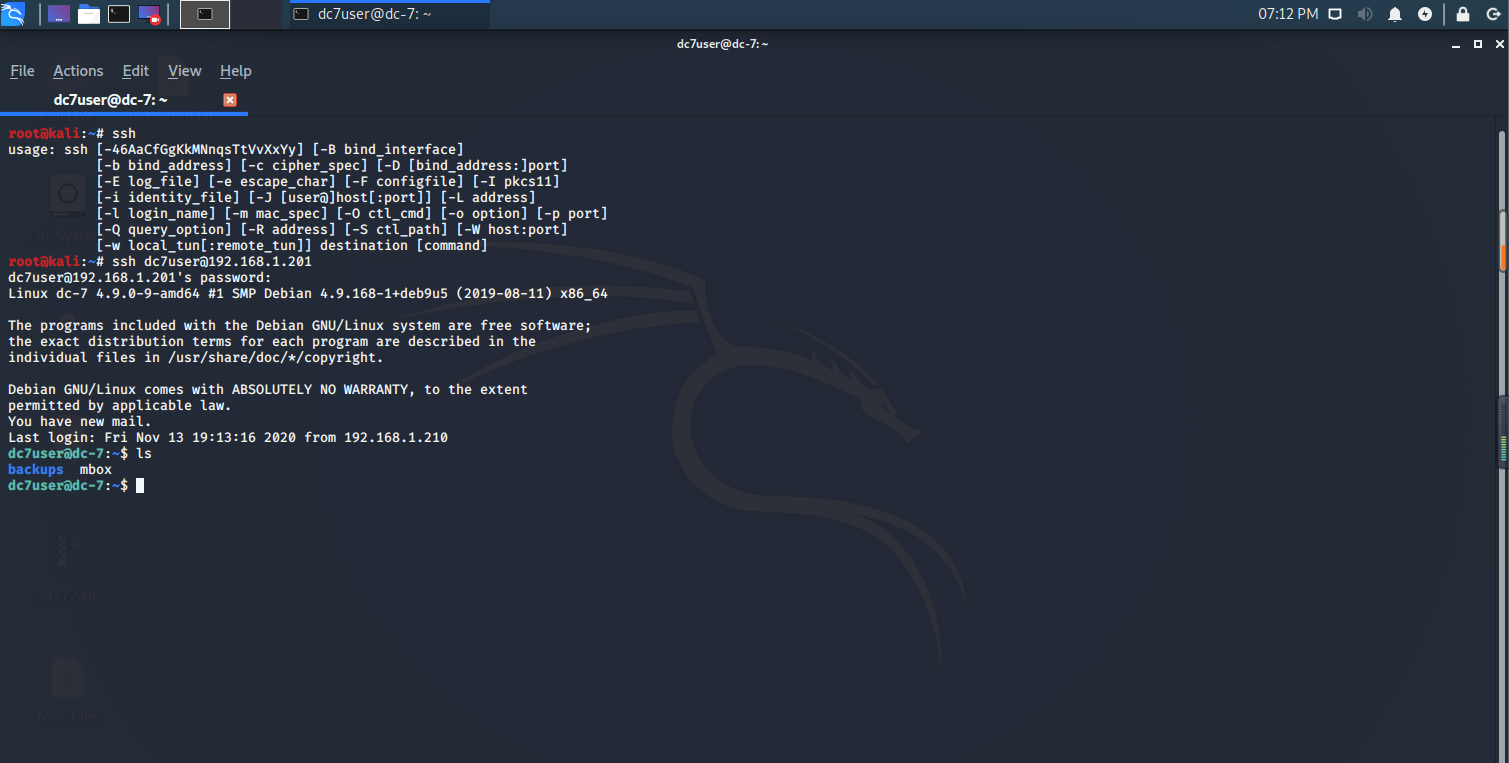 dc7user@dc-7: ~
07:12 PM
dc7user@dc-7: ~
File Actions Edit View Help
dc7user@dc-7: ~
root@kali:~# ssh
usage: ssh [-46AaCfGgKkMNnqsTtVvXxYy] [-B bind_interface]
           [-b bind_address] [-c cipher_spec] [-D [bind_address:]port]
           [-E log_file] [-e escape_char] [-F configfile] [-I pkcs11]
           [-i identity_file] [-J [user@]host[:port]] [-L address]
           [-l login_name] [-m mac_spec] [-O ctl_cmd] [-o option] [-p port]
           [-Q query_option] [-R address] [-S ctl_path] [-W host:port]
           [-w local_tun[:remote_tun]] destination [command]
root@kali:~# ssh dc7user@192.168.1.201
dc7user@192.168.1.201's password:
Linux dc-7 4.9.0-9-amd64 #1 SMP Debian 4.9.168-1+deb9u5 (2019-08-11) x86_64
The programs included with the Debian GNU/Linux system are free software;
the exact distribution terms for each program are described in the
individual files in /usr/share/doc/*/copyright.
Debian GNU/Linux comes with ABSOLUTELY NO WARRANTY, to the extent
permitted by applicable law.
You have new mail.
Last login: Fri Nov 13 19:13:16 2020 from 192.168.1.210
dc7user@dc-7:~$ ls
backups  mbox
dc7user@dc-7:~$
File System
39772.zip
New File